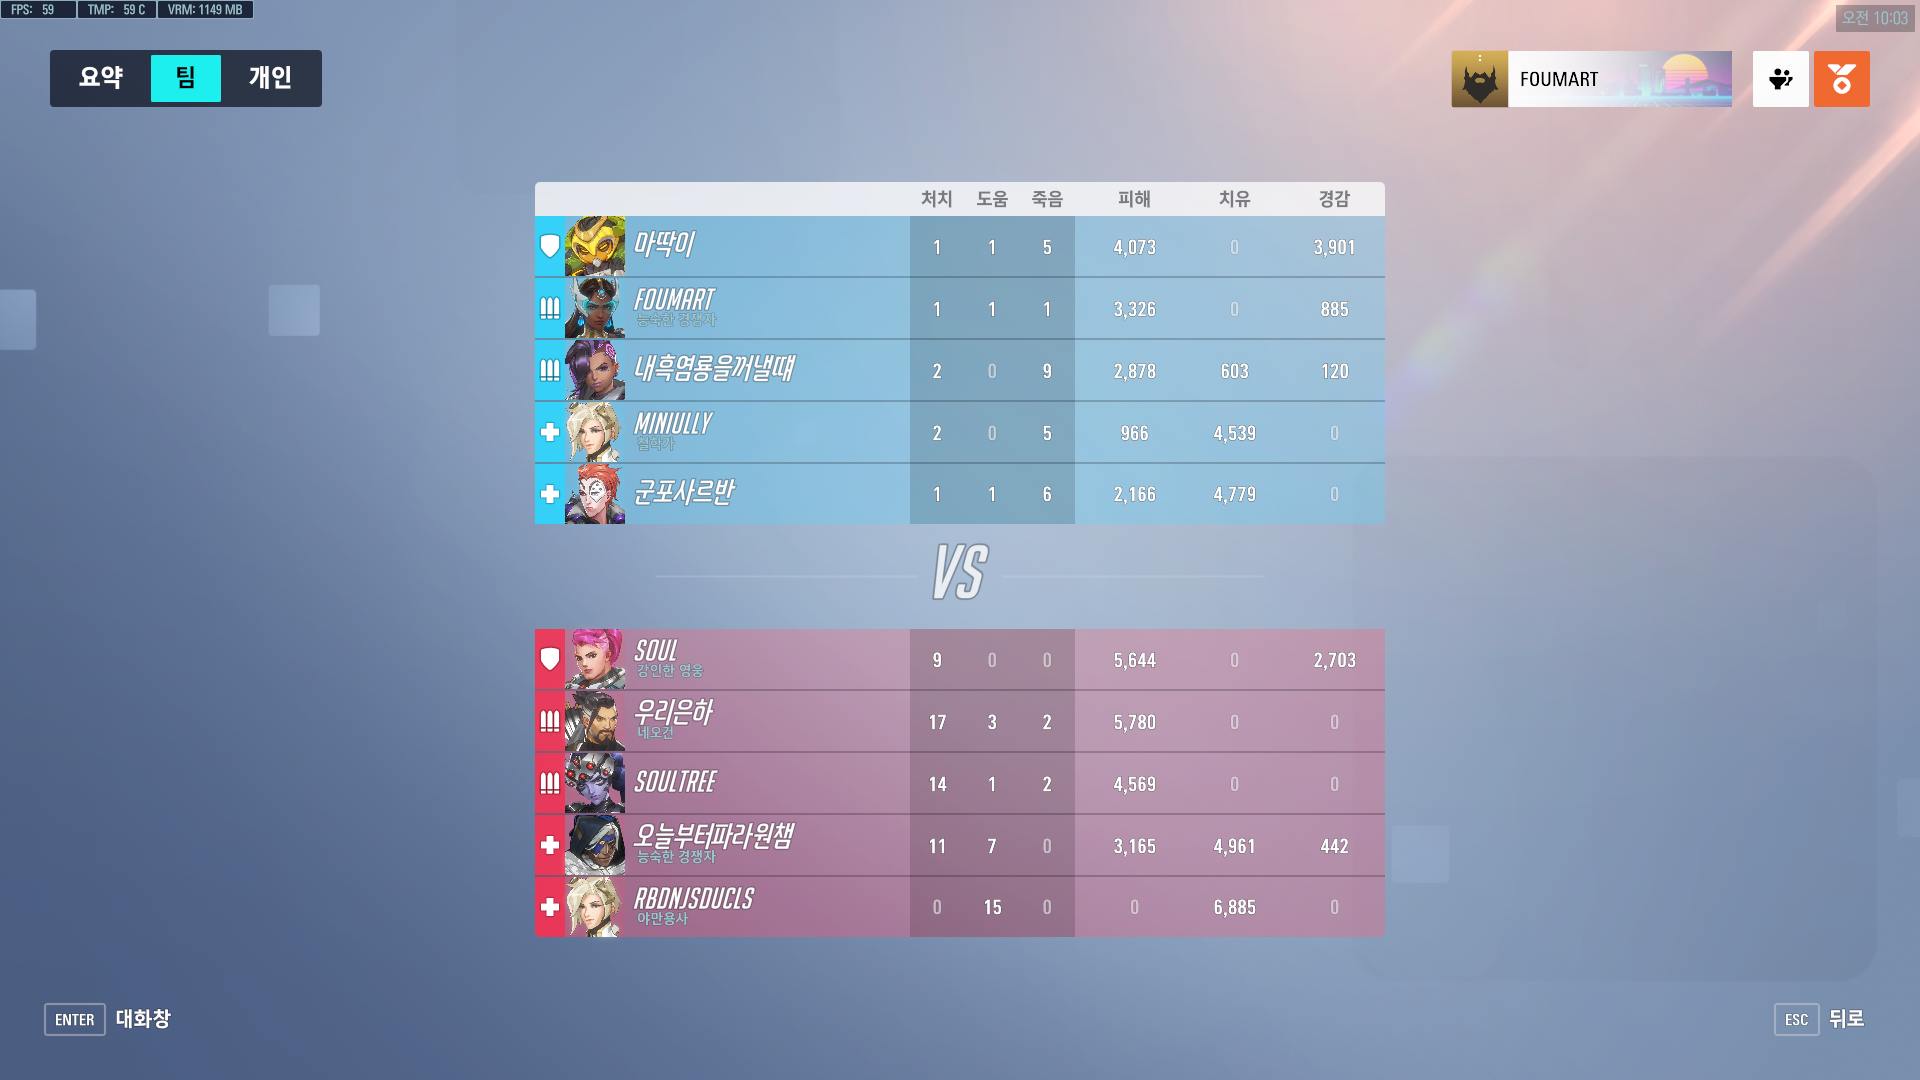 FPS: 59 TMP: 59 C VRM: 1149 MB
오전 10:03
요약 팀 개인
FOUMART
처치 도움 죽음 피해 치유 경감
마딱이 1 1 5 4,073 0 3,901
FOUMART 1 1 1 3,326 0 885
능숙한 경쟁자
내흑염룡을꺼낼떄 2 0 9 2,878 603 120
MINIULLY 2 0 5 966 4,539 0
철학가
군포사르반 1 1 6 2,166 4,779 0
VS
SOUL 9 0 0 5,644 0 2,703
강인한 영웅
우리은하 17 3 2 5,780 0 0
네오건
SOULTREE 14 1 2 4,569 0 0
오늘부터파라원챔 11 7 0 3,165 4,961 442
능숙한 경쟁자
RBDNJSDUCLS 0 15 0 0 6,885 0
야만용사
ENTER 대화창
ESC 뒤로